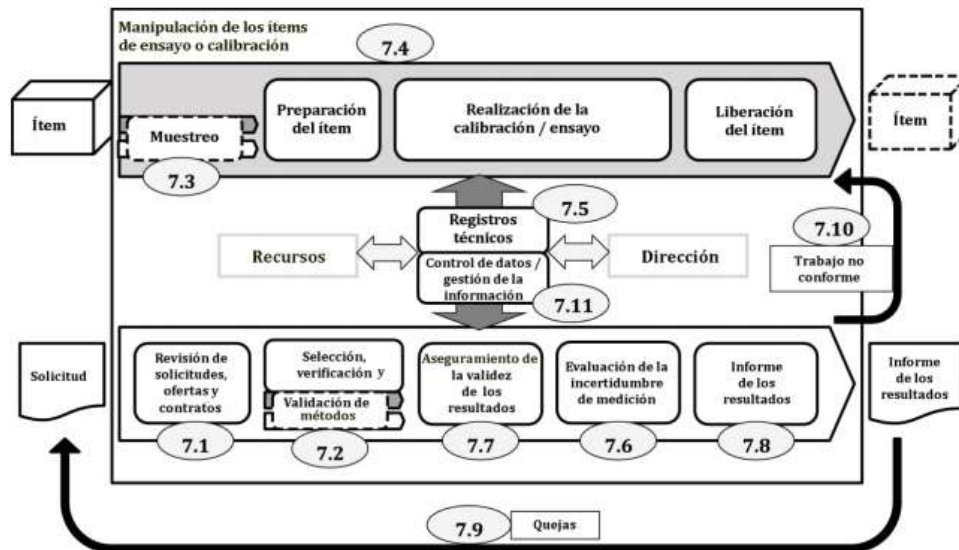 Manipulación de los ítems
de ensayo o calibración
7.4
Ítem
Muestreo
7.3
Preparación
del ítem
Realización de la
calibración / ensayo
Liberación
del ítem
Ítem
7.5
Registros
técnicos
Recursos
Control de datos /
gestión de la
información
7.11
Dirección
7.10
Trabajo no
conforme
Solicitud
Revisión de
solicitudes,
ofertas y
contratos
7.1
Selección,
verificación y
Validación de
métodos
7.2
Aseguramiento de
la validez
de los
resultados
7.7
Evaluación de la
incertidumbre
de medición
7.6
Informe
de los
resultados
7.8
Informe
de los
resultados
7.9
Quejas